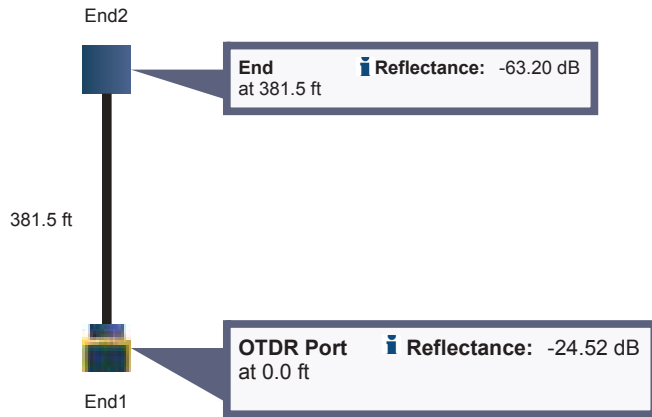 End2
End i Reflectance: -63.20 dB
at 381.5 ft
381.5 ft
OTDR Port i Reflectance: -24.52 dB
at 0.0 ft
End1